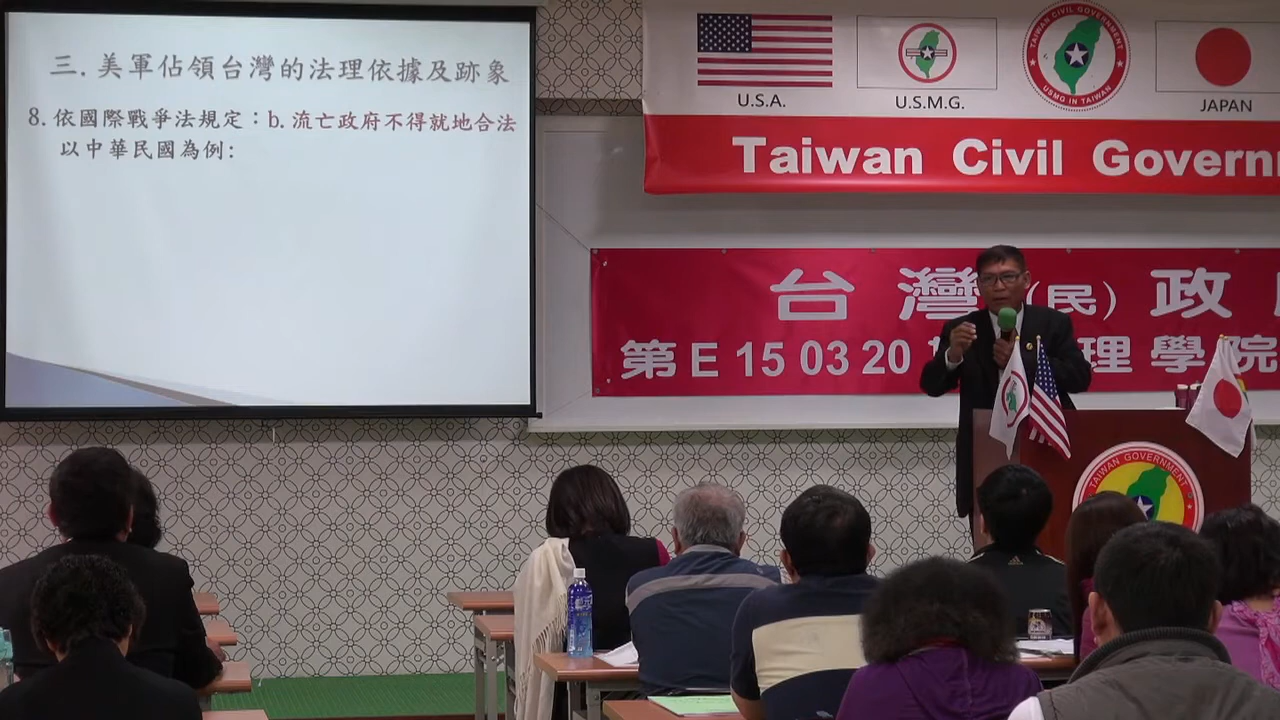 三. 美軍佔領台灣的法理依據及跡象
8. 依國際戰爭法規定：b. 流亡政府不得就地合法
以中華民國為例:
U.S.A.
U.S.M.G.
TAIWAN CIVIL GOVERNMENT
USMG IN TAIWAN
JAPAN
Taiwan Civil Governm
台灣(民)政
第E 15 03 20
理學院
TAIWAN GOVERNMENT